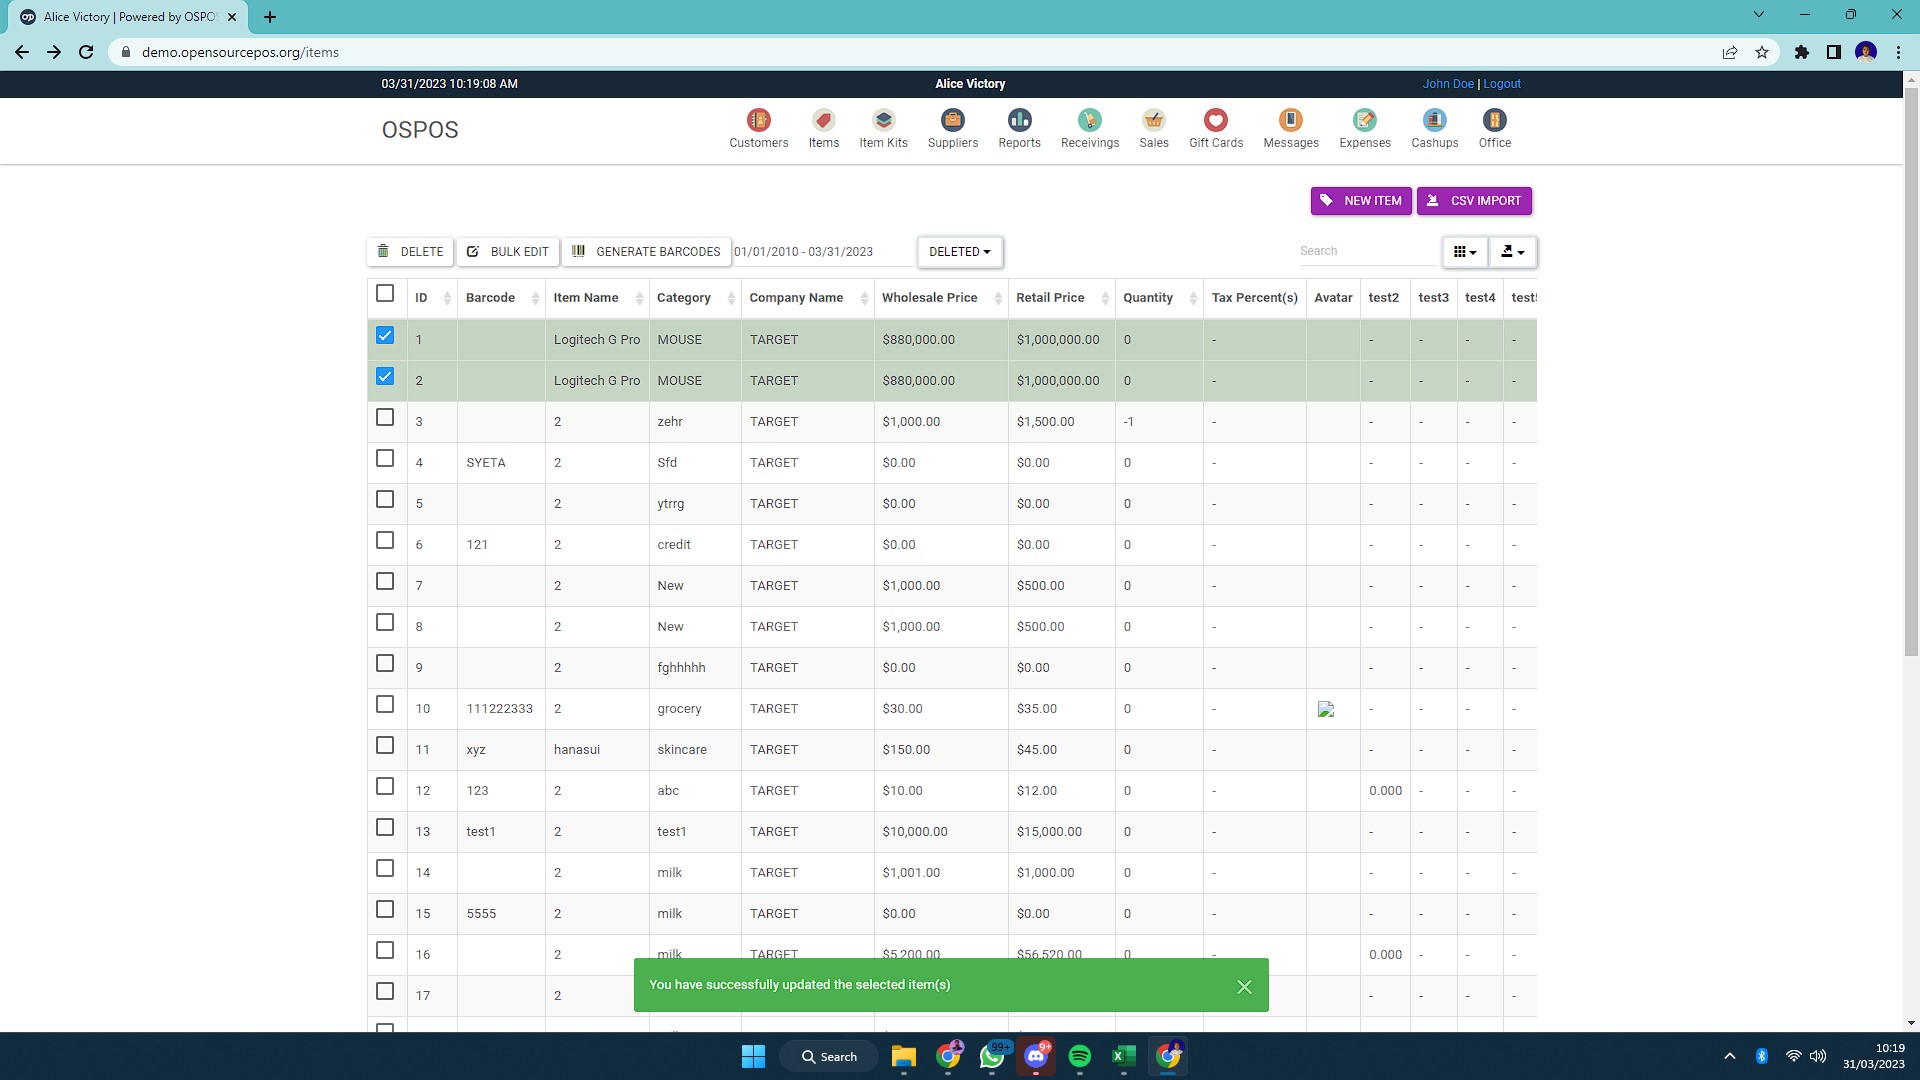 Alice Victory | Powered by OSPOS
demo.opensourcepos.org/items
03/31/2023 10:19:08 AM Alice Victory John Doe | Logout
OSPOS
Customers Items Item Kits Suppliers Reports Receivings Sales Gift Cards Messages Expenses Cashups Office
NEW ITEM CSV IMPORT
DELETE BULK EDIT GENERATE BARCODES 01/01/2010 - 03/31/2023 DELETED Search
ID Barcode Item Name Category Company Name Wholesale Price Retail Price Quantity Tax Percent(s) Avatar test2 test3 test4
1 Logitech G Pro MOUSE TARGET $880,000.00 $1,000,000.00 0 - - - - -
2 Logitech G Pro MOUSE TARGET $880,000.00 $1,000,000.00 0 - - - - -
3 2 zehr TARGET $1,000.00 $1,500.00 -1 - - - - -
4 SYETA 2 Sfd TARGET $0.00 $0.00 0 - - - - -
5 2 ytrrg TARGET $0.00 $0.00 0 - - - - -
6 121 2 credit TARGET $0.00 $0.00 0 - - - - -
7 2 New TARGET $1,000.00 $500.00 0 - - - - -
8 2 New TARGET $1,000.00 $500.00 0 - - - - -
9 2 fghhhhh TARGET $0.00 $0.00 0 - - - - -
10 111222333 2 grocery TARGET $30.00 $35.00 0 - - - - -
11 xyz hanasui skincare TARGET $150.00 $45.00 0 - - - - -
12 123 2 abc TARGET $10.00 $12.00 0 - 0.000 - - -
13 test1 2 test1 TARGET $10,000.00 $15,000.00 0 - - - - -
14 2 milk TARGET $1,001.00 $1,000.00 0 - - - - -
15 5555 2 milk TARGET $0.00 $0.00 0 - - - - -
16 2 milk TARGET $5,200.00 $56,520.00 0 - 0.000 - - -
17 2 - - - -
You have successfully updated the selected item(s)
Search 99+ 9+ 10:19
31/03/2023